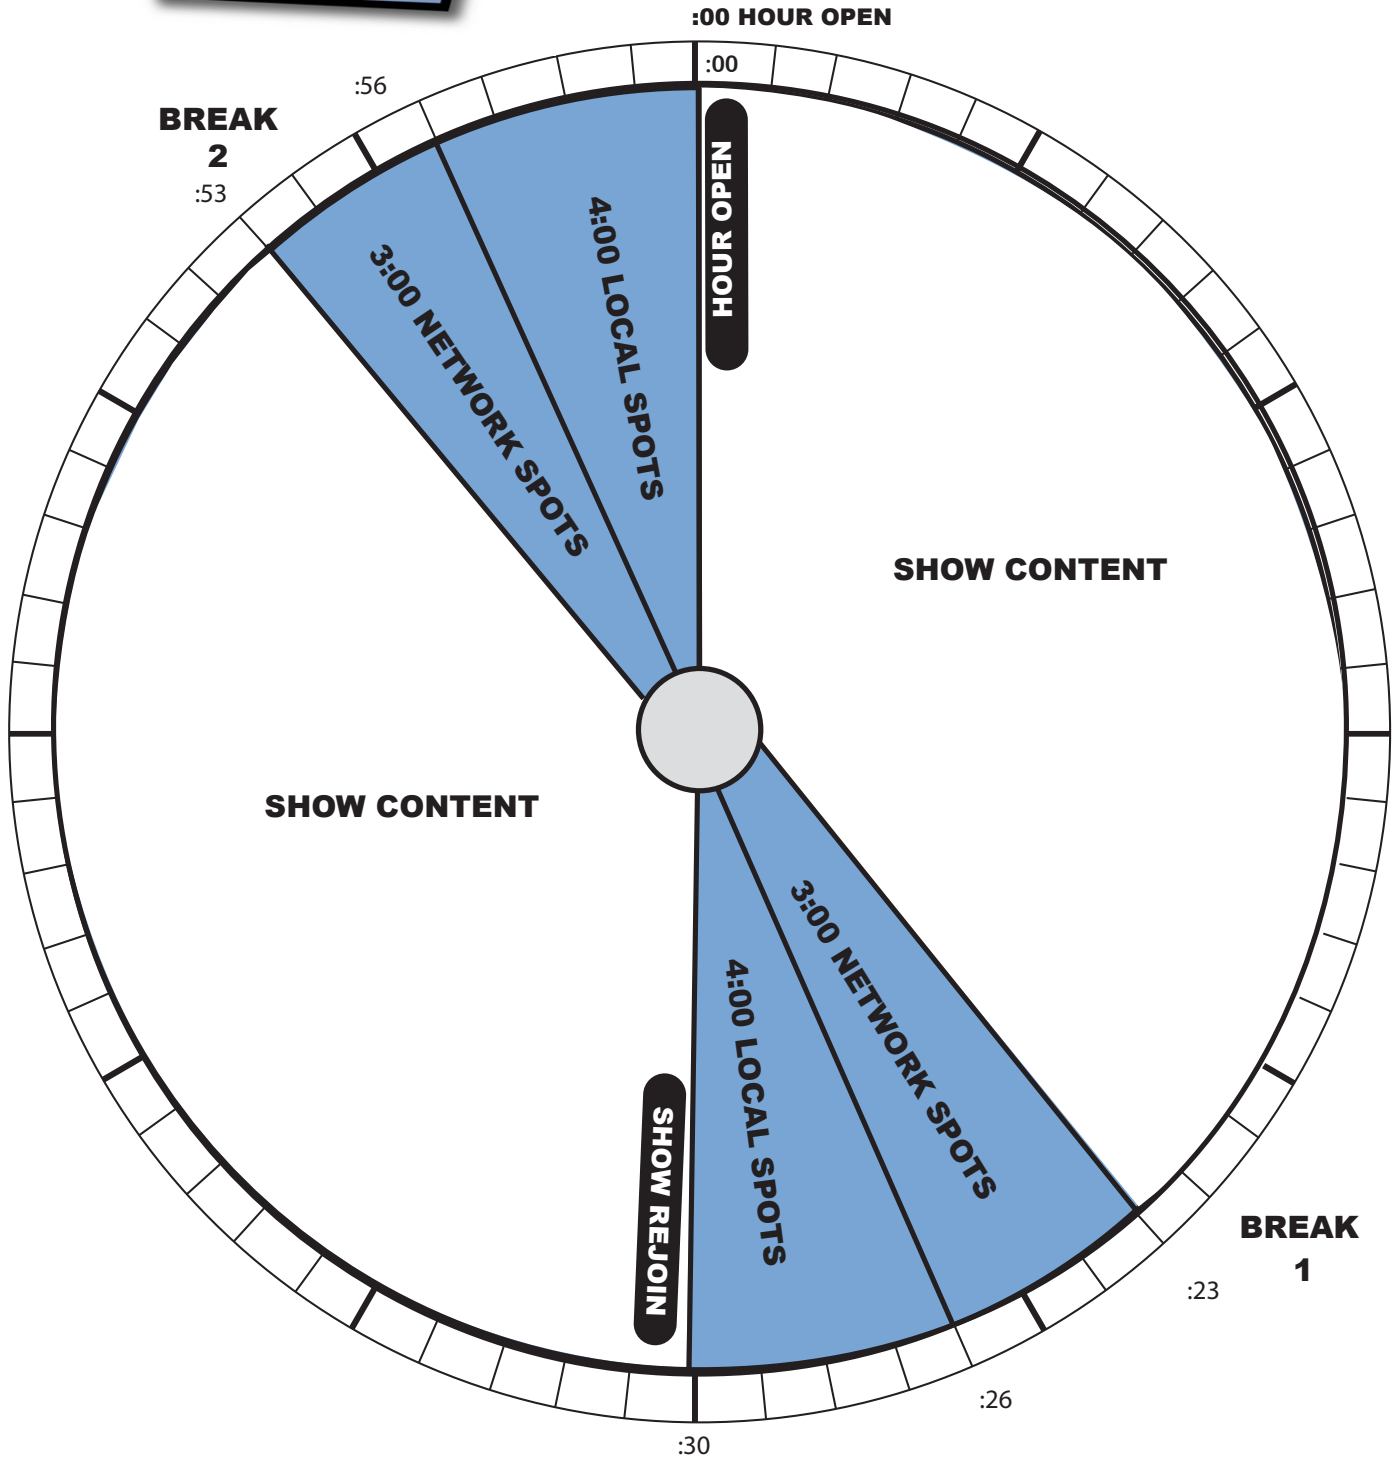 :00 HOUR OPEN
:00
:56
BREAK
2
:53
HOUR OPEN
4:00 LOCAL SPOTS
3:00 NETWORK SPOTS
SHOW CONTENT
SHOW CONTENT
3:00 NETWORK SPOTS
4:00 LOCAL SPOTS
SHOW REJOIN
BREAK
1
:23
:26
:30